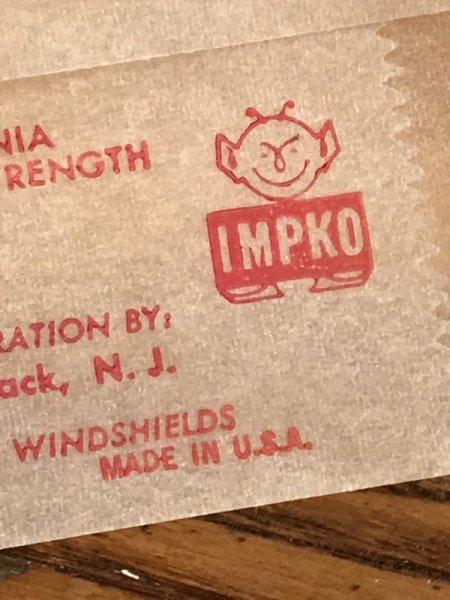 NIA
RENGTH
IMPKO
RATION BY:
ack, N. J.
WINDSHIELDS
MADE IN U.S.A.